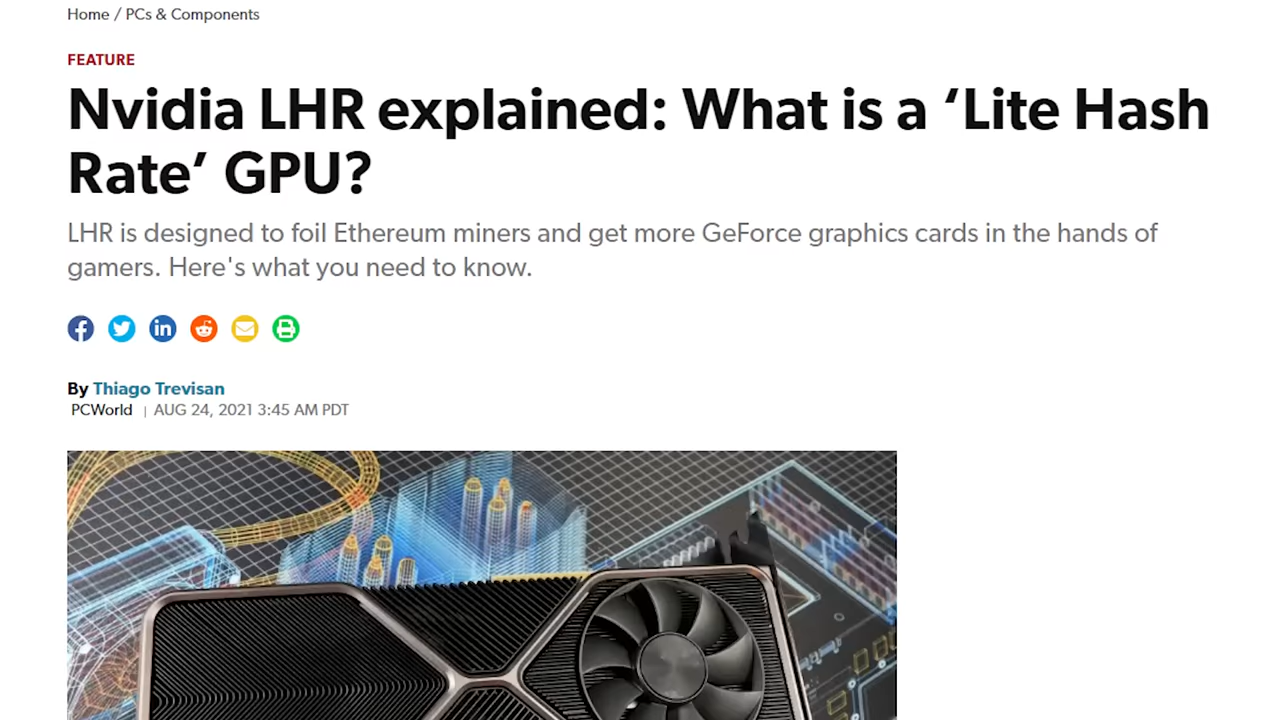 Home / PCs & Components
FEATURE
Nvidia LHR explained: What is a ‘Lite Hash
Rate’ GPU?
LHR is designed to foil Ethereum miners and get more GeForce graphics cards in the hands of
gamers. Here's what you need to know.
By Thiago Trevisan
PCWorld | AUG 24, 2021 3:45 AM PDT